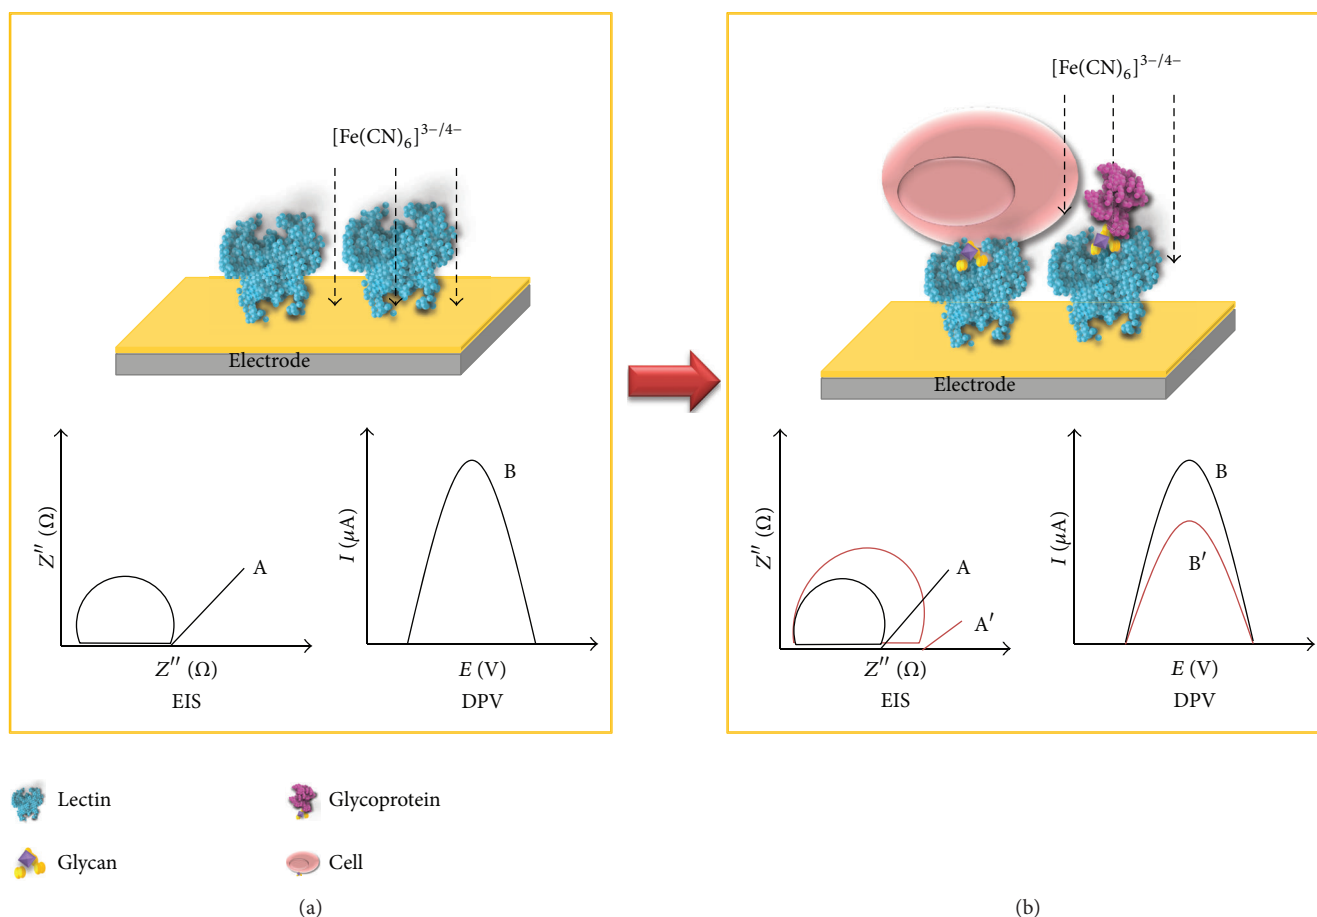 [Fe(CN)6]3−/4−
Electrode
Z″ (Ω)
A
Z″ (Ω)
EIS
I (μA)
B
E (V)
DPV
[Fe(CN)6]3−/4−
Electrode
Z″ (Ω)
A
A′
Z″ (Ω)
EIS
I (μA)
B
B′
E (V)
DPV
Lectin
Glycoprotein
Glycan
Cell
(a)
(b)